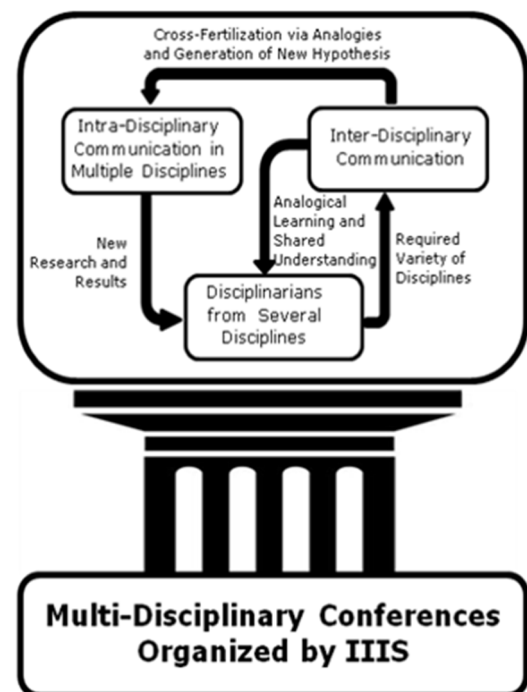 Cross-Fertilization via Analogies
and Generation of New Hypothesis
Intra-Disciplinary
Communication in
Multiple Disciplines
Inter-Disciplinary
Communication
Analogical
Learning and
Shared
Understanding
Required
Variety of
Disciplines
New
Research and
Results
Disciplinarians
from Several
Disciplines
Multi-Disciplinary Conferences
Organized by IIIS